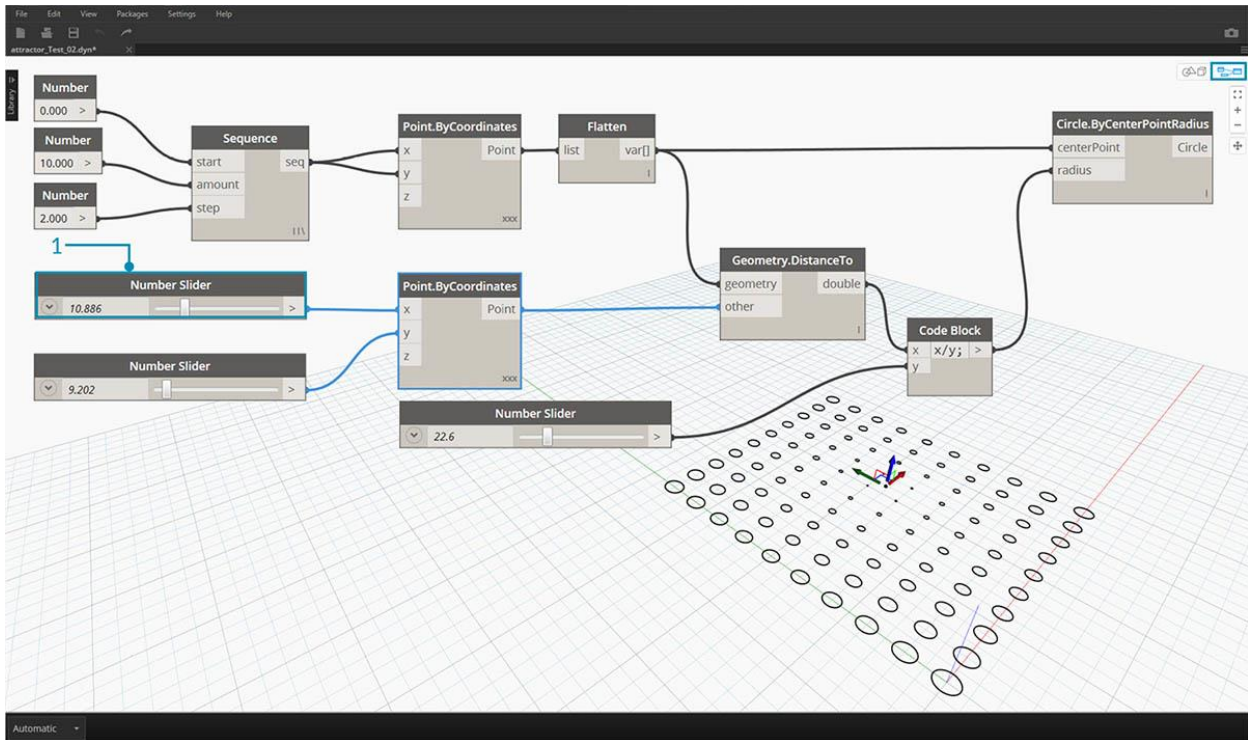 File Edit View Packages Settings Help
attractor_Test_02.dyn* ×
Library
Number
0.000 >
Number
10.000 >
Number
2.000 >
Sequence
start seq
amount
step
Point.ByCoordinates
x Point
y
z
xxx
Flatten
list var[]
Circle.ByCenterPointRadius
centerPoint Circle
radius
1
Number Slider
10.886 >
Number Slider
9.202 >
Point.ByCoordinates
x Point
y
z
xxx
Geometry.DistanceTo
geometry double
other
Code Block
x x/y; >
y
Number Slider
22.6 >
Automatic